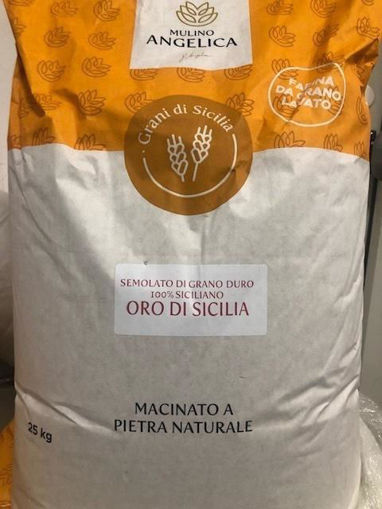 MULINO
ANGELICA
FARINA
DA GRANO
LAVATO
Grani di Sicilia
SEMOLATO DI GRANO DURO
100% SICILIANO
ORO DI SICILIA
MACINATO A
PIETRA NATURALE
25 kg